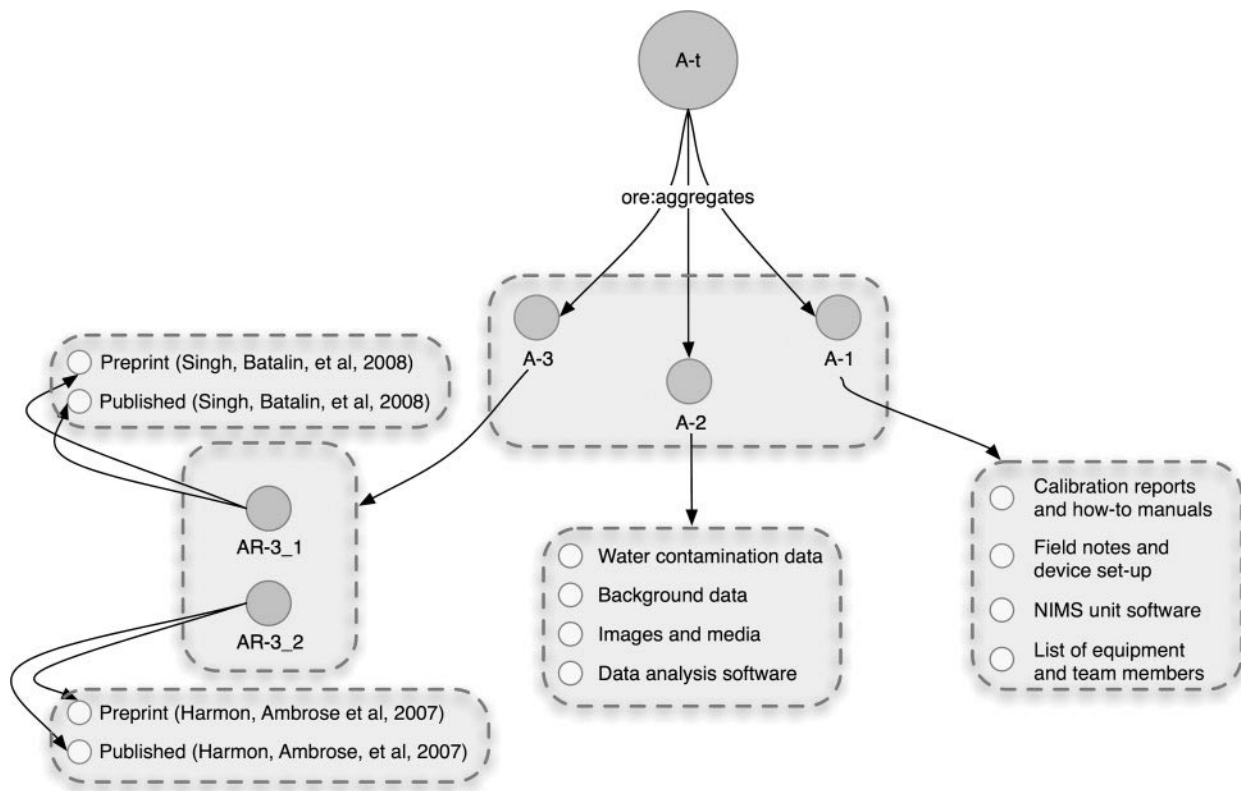 A-t
ore:aggregates
A-3
A-1
A-2
Preprint (Singh, Batalin, et al, 2008)
Published (Singh, Batalin, et al, 2008)
AR-3_1
AR-3_2
Preprint (Harmon, Ambrose et al, 2007)
Published (Harmon, Ambrose, et al, 2007)
Water contamination data
Background data
Images and media
Data analysis software
Calibration reports
and how-to manuals
Field notes and
device set-up
NIMS unit software
List of equipment
and team members